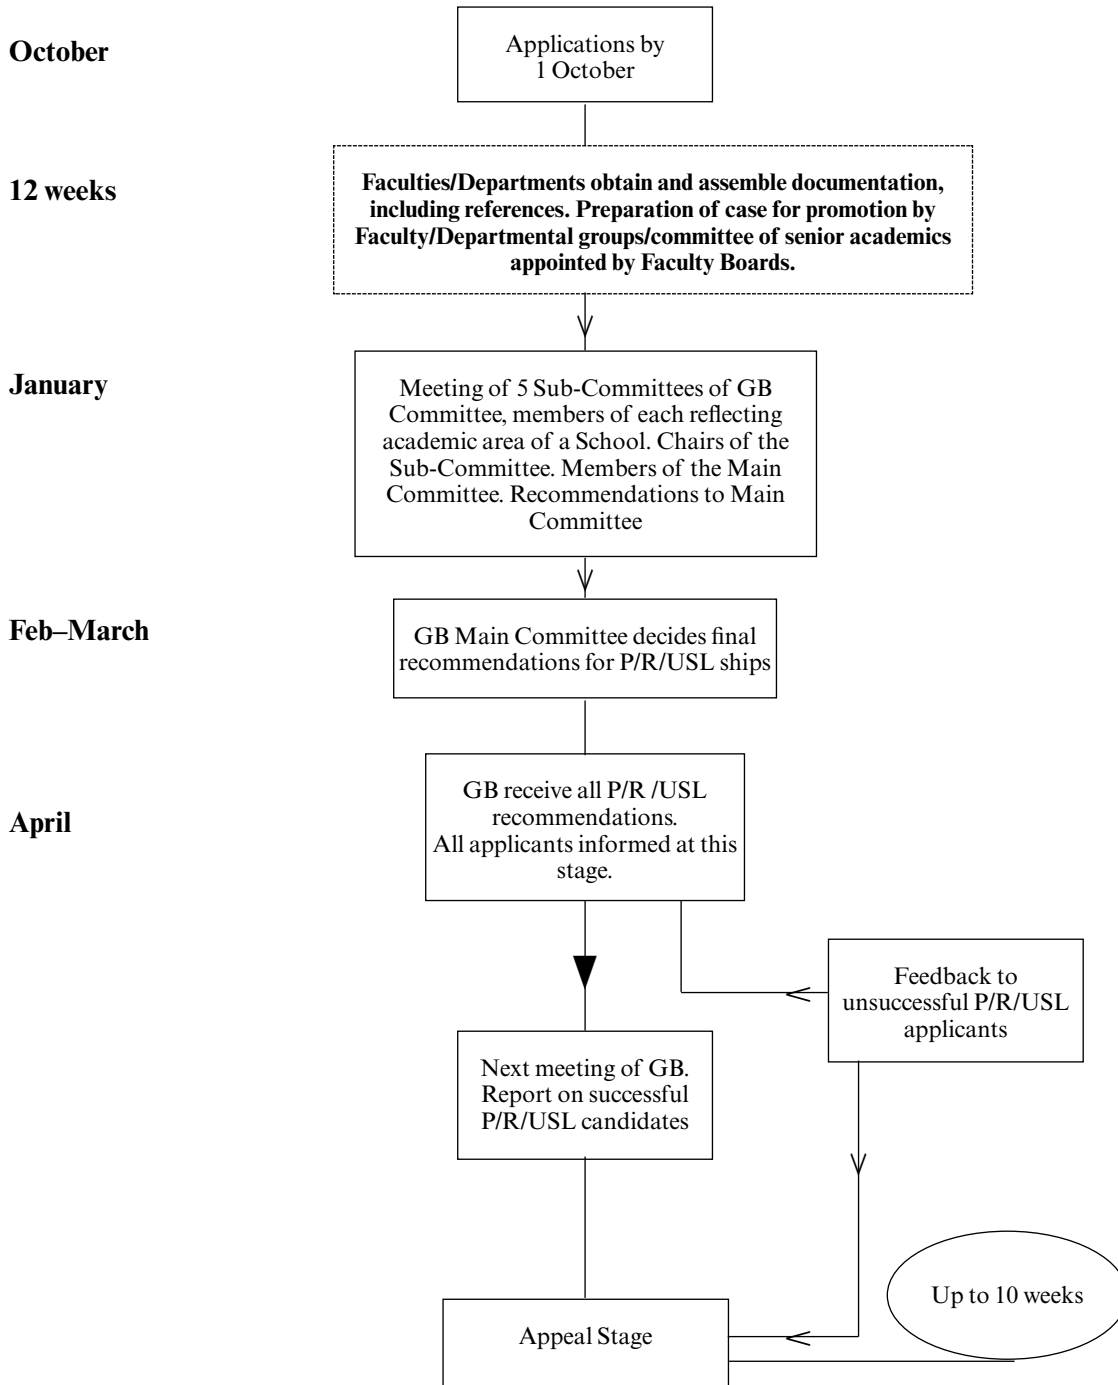 October
Applications by
1 October
12 weeks
Faculties/Departments obtain and assemble documentation,
including references. Preparation of case for promotion by
Faculty/Departmental groups/committee of senior academics
appointed by Faculty Boards.
January
Meeting of 5 Sub-Committees of GB
Committee, members of each reflecting
academic area of a School. Chairs of the
Sub-Committee. Members of the Main
Committee. Recommendations to Main
Committee
Feb–March
GB Main Committee decides final
recommendations for P/R/USL ships
April
GB receive all P/R /USL
recommendations.
All applicants informed at this
stage.
Feedback to
unsuccessful P/R/USL
applicants
Next meeting of GB.
Report on successful
P/R/USL candidates
Up to 10 weeks
Appeal Stage